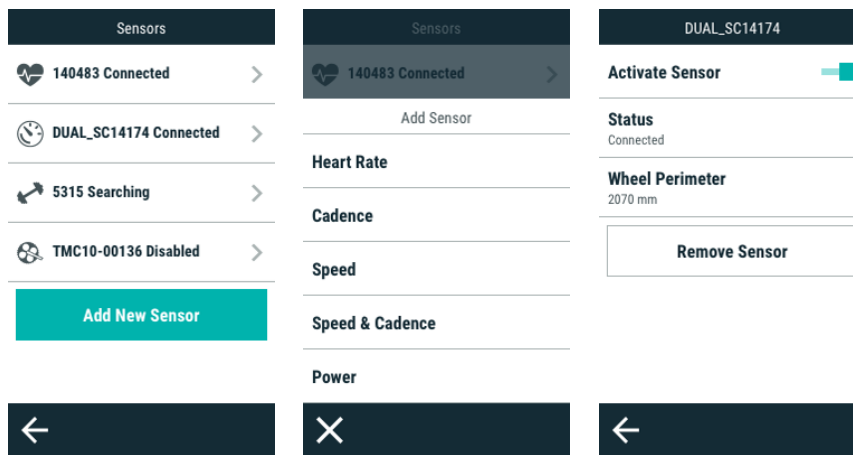 Sensors
140483 Connected
DUAL_SC14174 Connected
5315 Searching
TMC10-00136 Disabled
Add New Sensor
Sensors
140483 Connected
Add Sensor
Heart Rate
Cadence
Speed
Speed & Cadence
Power
DUAL_SC14174
Activate Sensor
Status
Connected
Wheel Perimeter
2070 mm
Remove Sensor